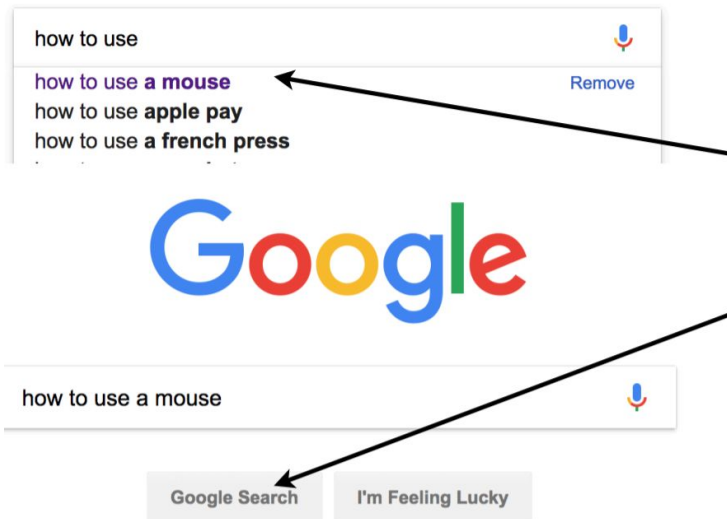 how to use
how to use a mouse Remove
how to use apple pay
how to use a french press
Google
how to use a mouse
Google Search I'm Feeling Lucky